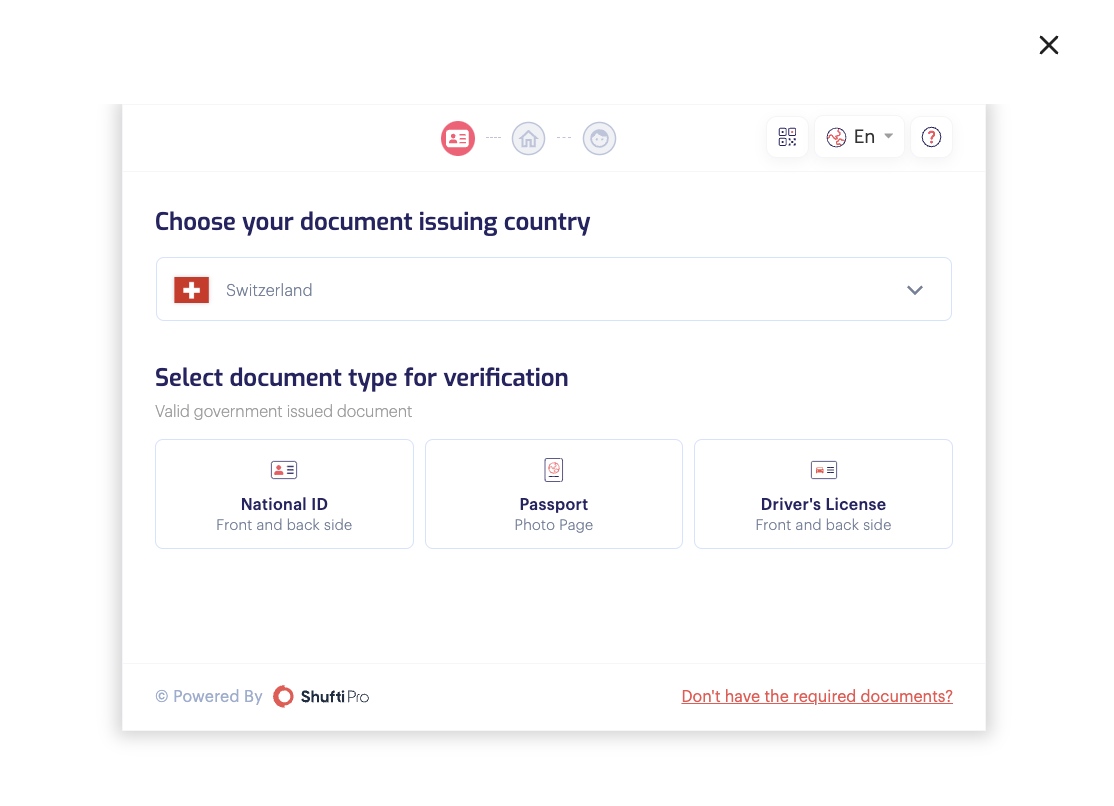 En
?
Choose your document issuing country
Switzerland
Select document type for verification
Valid government issued document
National ID
Front and back side
Passport
Photo Page
Driver's License
Front and back side
© Powered By ShuftiPro
Don't have the required documents?